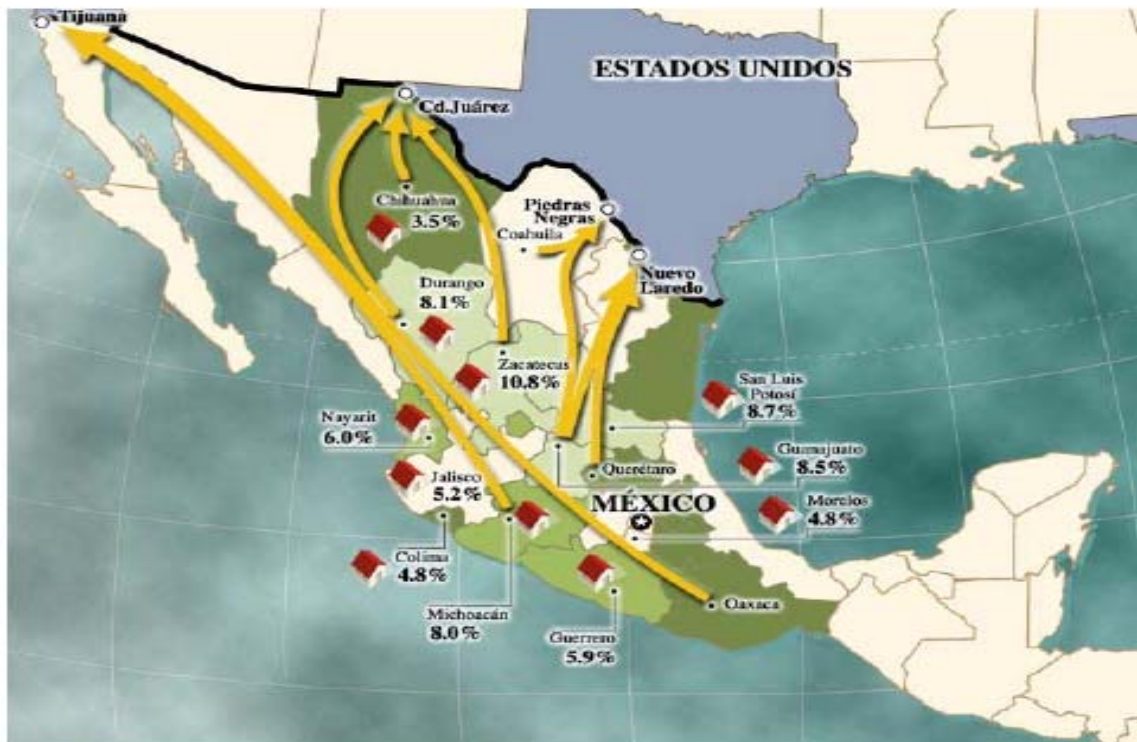 Tijuana
ESTADOS UNIDOS
Cd.Juárez
Chihuahua
3.5%
Piedras
Negras
Coahuila
Nuevo
Laredo
Durango
8.1%
Zacatecas
10.8%
San Luis
Potosí
8.7%
Nayarit
6.0%
Guanajuato
8.5%
Querétaro
Jalisco
5.2%
MÉXICO
Morelos
4.8%
Colima
4.8%
Oaxaca
Michoacán
8.0%
Guerrero
5.9%